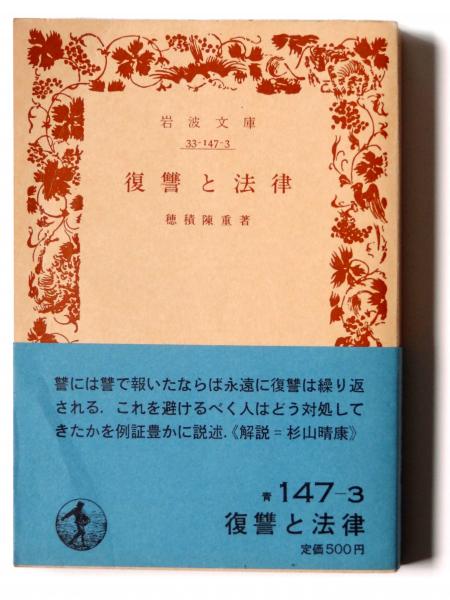 岩波文庫
33-147-3
復讐と法律
穂積陳重著
讐には讐で報いたならば永遠に復讐は繰り返
される．これを避けるべく人はどう対処して
きたかを例証豊かに説述．《解説＝杉山晴康》
青 147-3
復讐と法律
定価500円